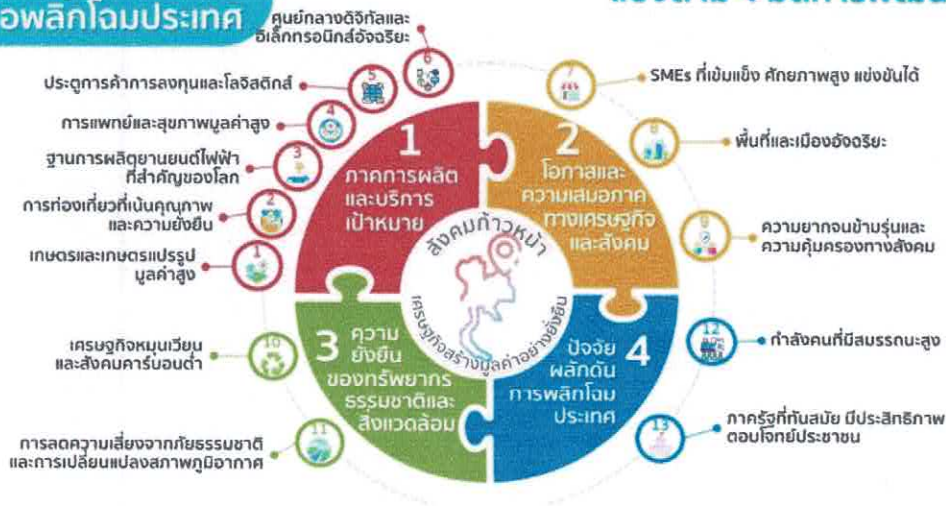 อพลิกโฉมประเทศ
ศูนย์กลางดิจิทัลและ
อิเล็กทรอนิกส์อัจฉริยะ
6
ประตูการค้าการลงทุนและโลจิสติกส์
5
การแพทย์และสุขภาพมูลค่าสูง
4
ฐานการผลิตยานยนต์ไฟฟ้า
ที่สำคัญของโลก
3
การท่องเที่ยวที่เน้นคุณภาพ
และความยั่งยืน
2
เกษตรและเกษตรแปรรูป
มูลค่าสูง
1
1
ภาคการผลิต
และบริการ
เป้าหมาย
2
โอกาสและ
ความเสมอภาค
ทางเศรษฐกิจ
และสังคม
7
SMEs ที่เข้มแข็ง ศักยภาพสูง แข่งขันได้
8
พื้นที่และเมืองอัจฉริยะ
9
ความยากจนข้ามรุ่นและ
ความคุ้มครองทางสังคม
สังคมก้าวหน้า
เศรษฐกิจสร้างมูลค่าอย่างยั่งยืน
10
เศรษฐกิจหมุนเวียน
และสังคมคาร์บอนต่ำ
11
การลดความเสี่ยงจากภัยธรรมชาติ
และการเปลี่ยนแปลงสภาพภูมิอากาศ
3
ความ
ยั่งยืน
ของทรัพยากร
ธรรมชาติและ
สิ่งแวดล้อม
ปัจจัย 4
ผลักดัน
การพลิกโฉม
ประเทศ
12
กำลังคนที่มีสมรรถนะสูง
13
ภาครัฐที่ทันสมัย มีประสิทธิภาพ
ตอบโจทย์ประชาชน